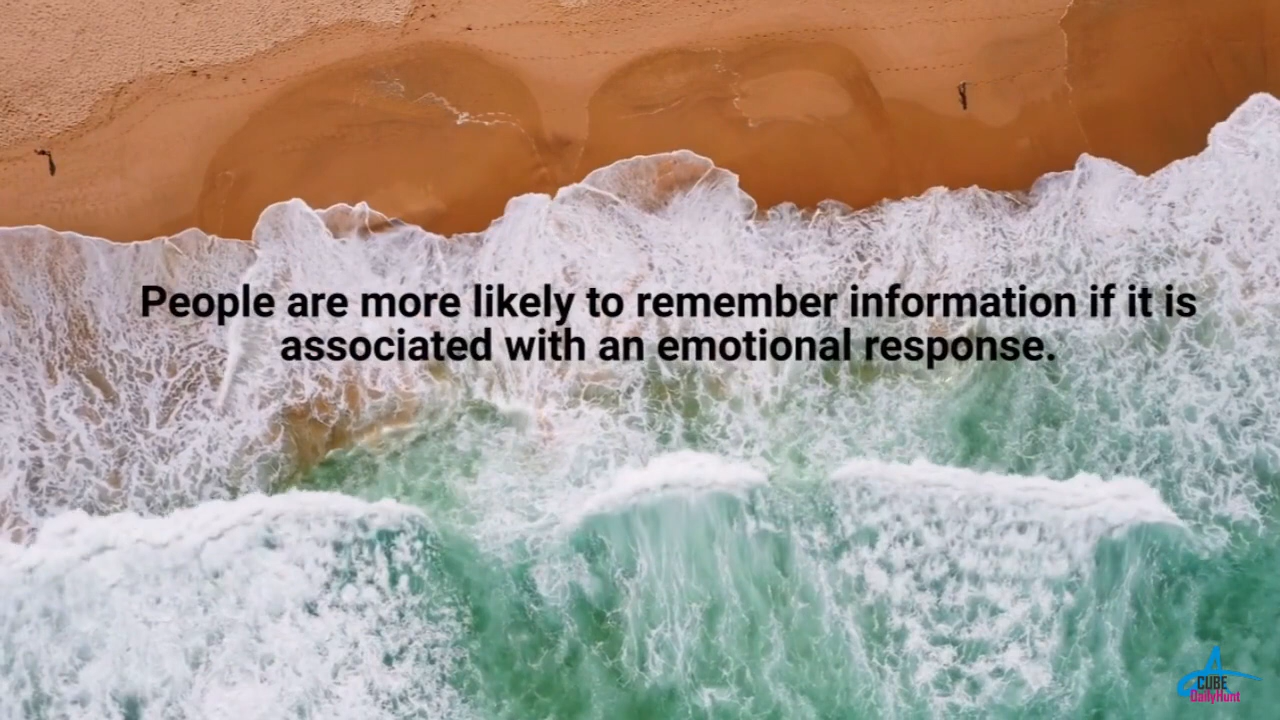 People are more likely to remember information if it is
associated with an emotional response.
CUBE
DailyHunt